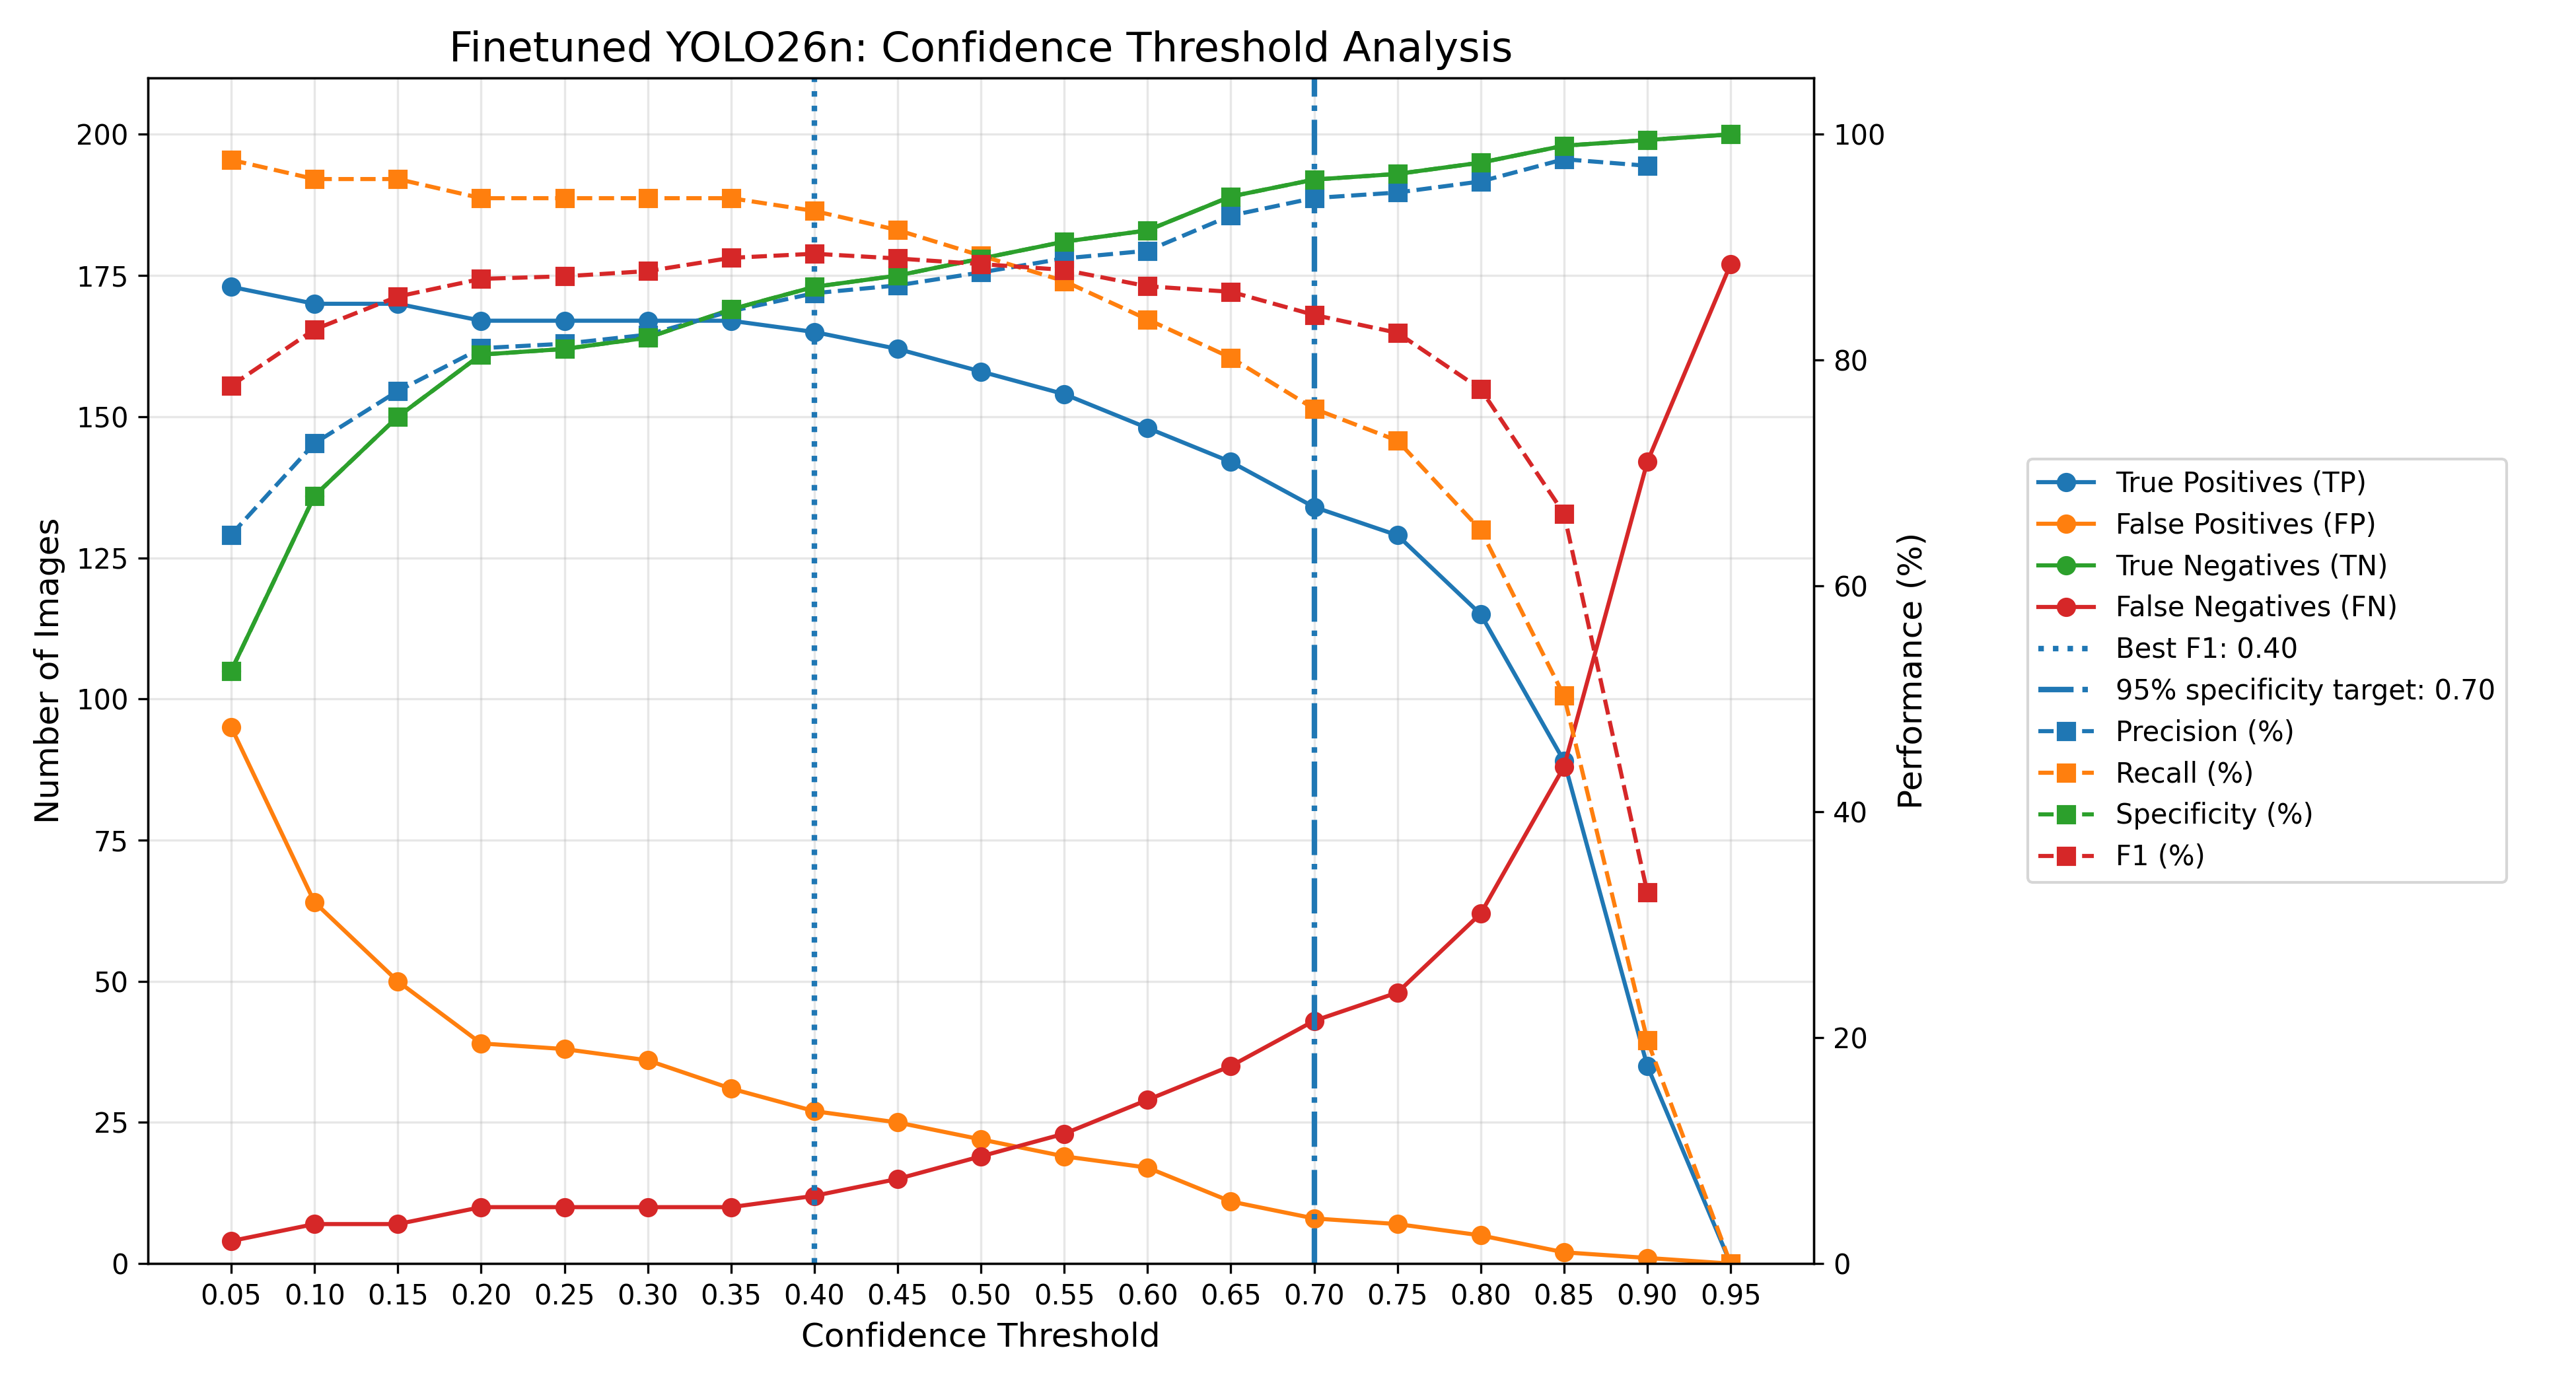 Finetuned YOLO26n: Confidence Threshold Analysis
Number of Images
200
175
150
125
100
75
50
25
0
0.05 0.10 0.15 0.20 0.25 0.30 0.35 0.40 0.45 0.50 0.55 0.60 0.65 0.70 0.75 0.80 0.85 0.90 0.95
Confidence Threshold
100
80
60
40
20
0
Performance (%)
True Positives (TP)
False Positives (FP)
True Negatives (TN)
False Negatives (FN)
Best F1: 0.40
95% specificity target: 0.70
Precision (%)
Recall (%)
Specificity (%)
F1 (%)